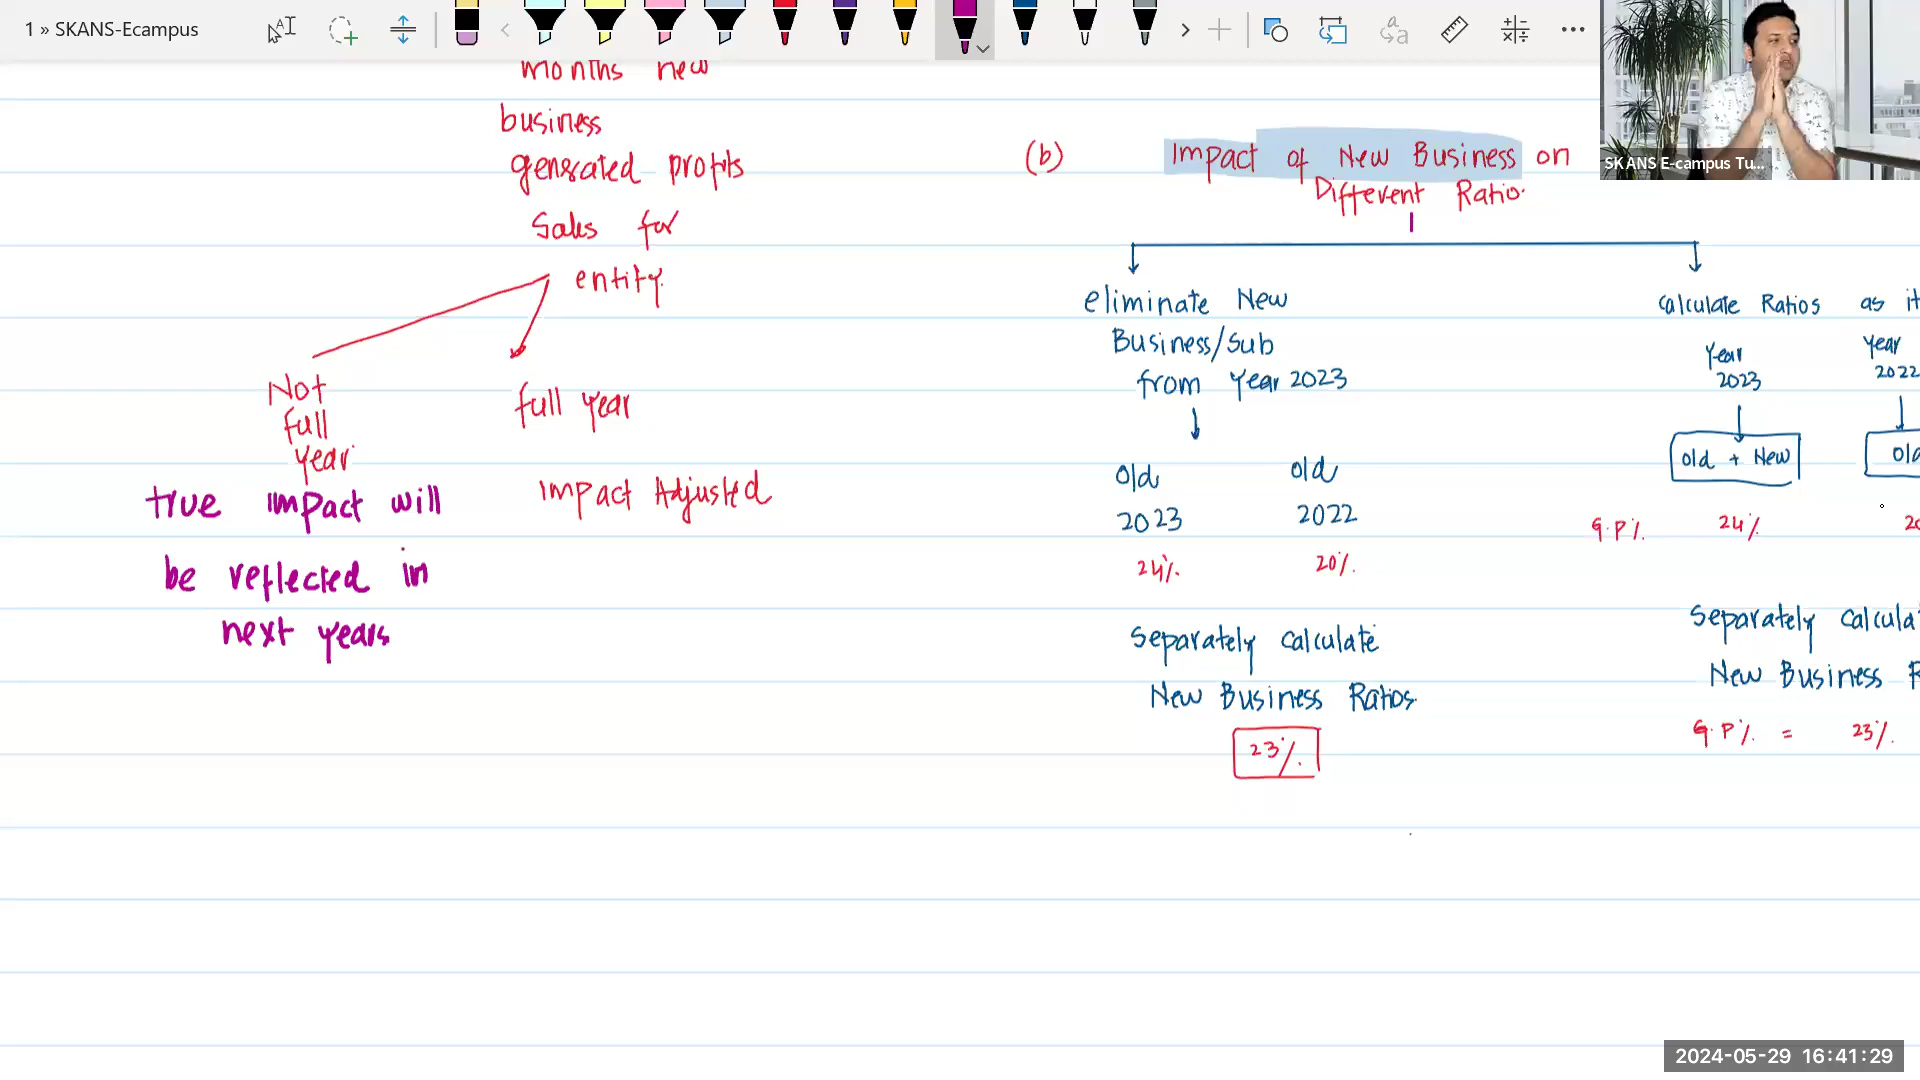 1 » SKANS-Ecampus
months new
business
generated profits
Sales for
entity.
Not
full
year
full year
True impact will
be reflected in
next years
Impact Adjusted
(b) Impact of New Business on
Different Ratio.
eliminate New
Business/Sub
from Year 2023
old old
2023 2022
24% 20%
Separately Calculate
New Business Ratios.
23%
Calculate Ratios as it
Year Year
2023 2022
old + New
G.P% 24%
Separately
New Business
G.P% = 23%
SKANS E-campus Tu...
2024-05-29 16:41:29